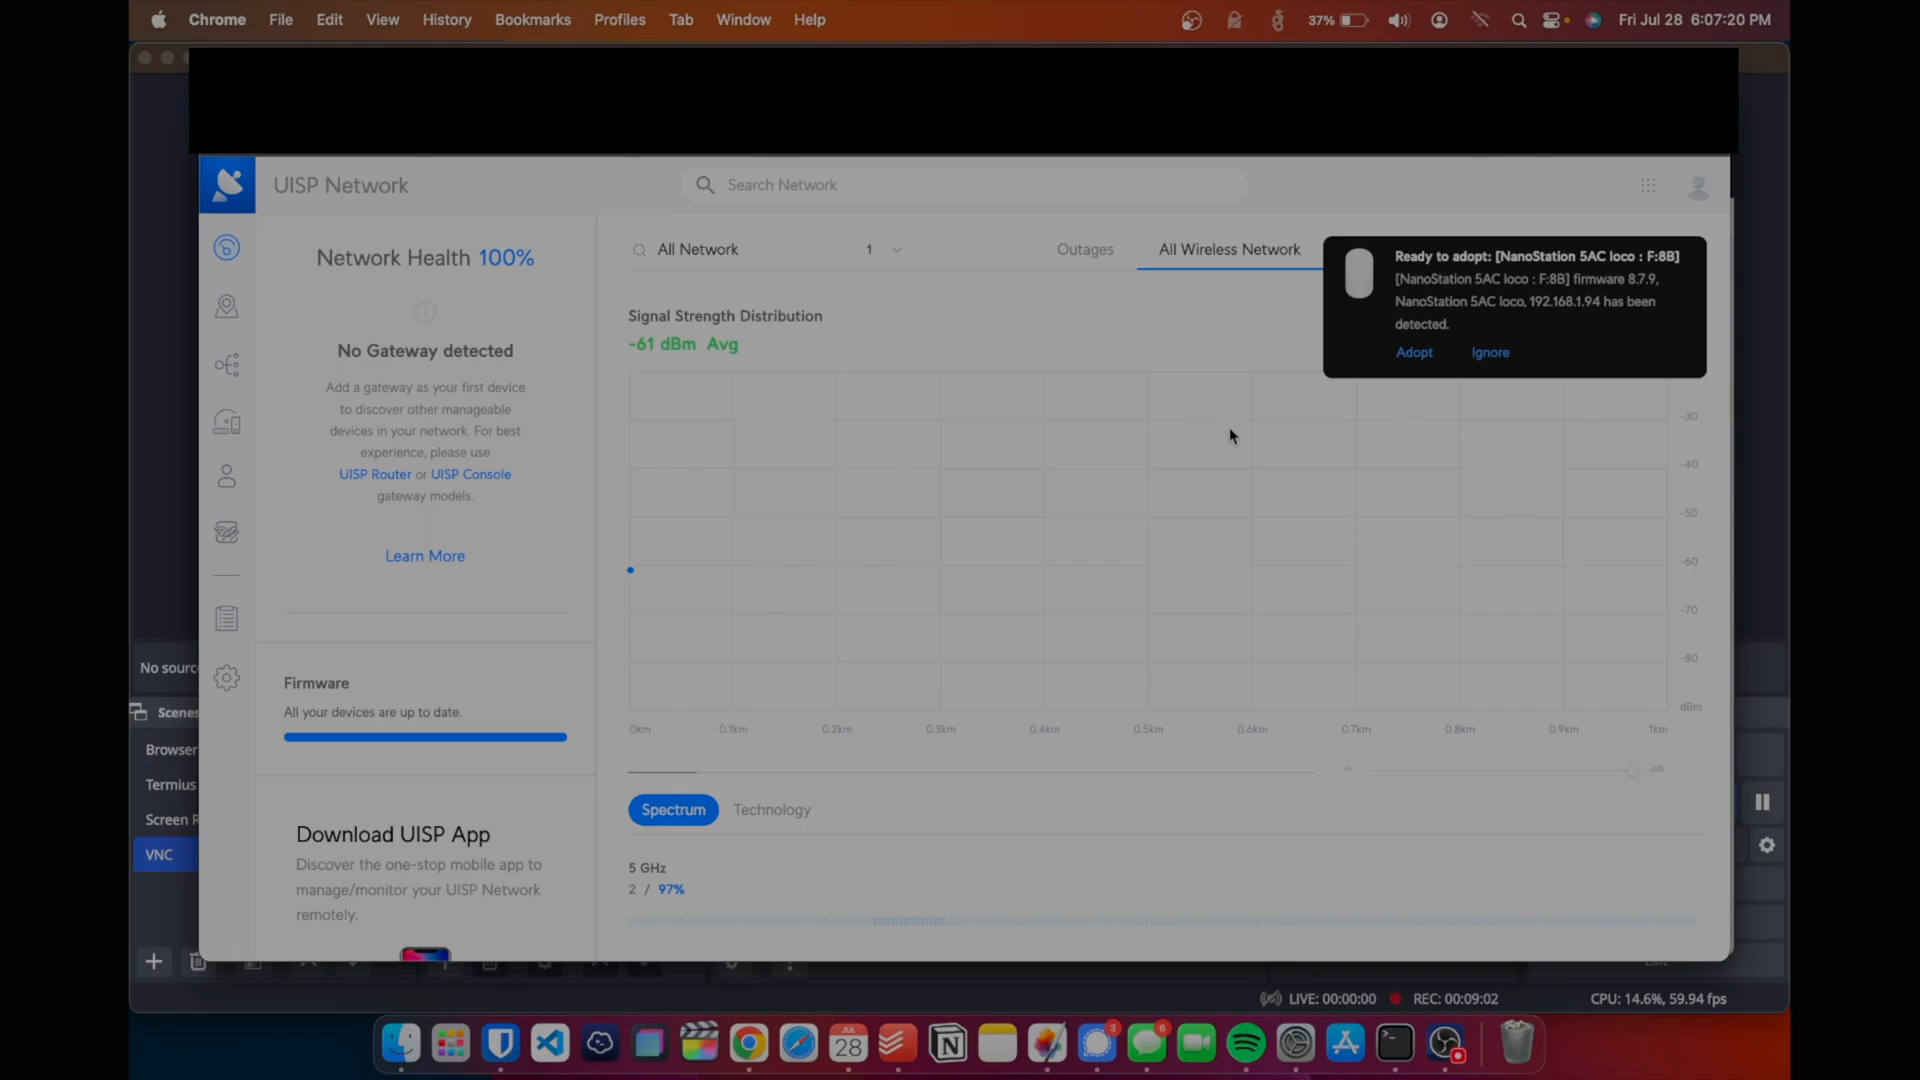 Chrome File Edit View History Bookmarks Profiles Tab Window Help
37% Fri Jul 28 6:07:20 PM
UISP Network
Search Network
Network Health 100%
No Gateway detected
Add a gateway as your first device
to discover other manageable
devices in your network. For best
experience, please use
UISP Router or UISP Console
gateway models.
Learn More
Firmware
All your devices are up to date.
Download UISP App
Discover the one-stop mobile app to
manage/monitor your UISP Network
remotely.
All Network 1
Outages All Wireless Network
Signal Strength Distribution
-61 dBm Avg
Ready to adopt: [NanoStation 5AC loco : F:8B]
[NanoStation 5AC loco : F:8B] firmware 8.7.9,
NanoStation 5AC loco, 192.168.1.94 has been
detected.
Adopt Ignore
-30
-40
-50
-60
-70
-80
dBm
0km 0.1km 0.2km 0.3km 0.4km 0.5km 0.6km 0.7km 0.8km 0.9km 1km
Spectrum Technology
5 GHz
2 / 97%
No sourc
Scenes
Browser
Termius
Screen R
VNC
LIVE: 00:00:00 REC: 00:09:02 CPU: 14.6%, 59.94 fps
JUL
28
3
6